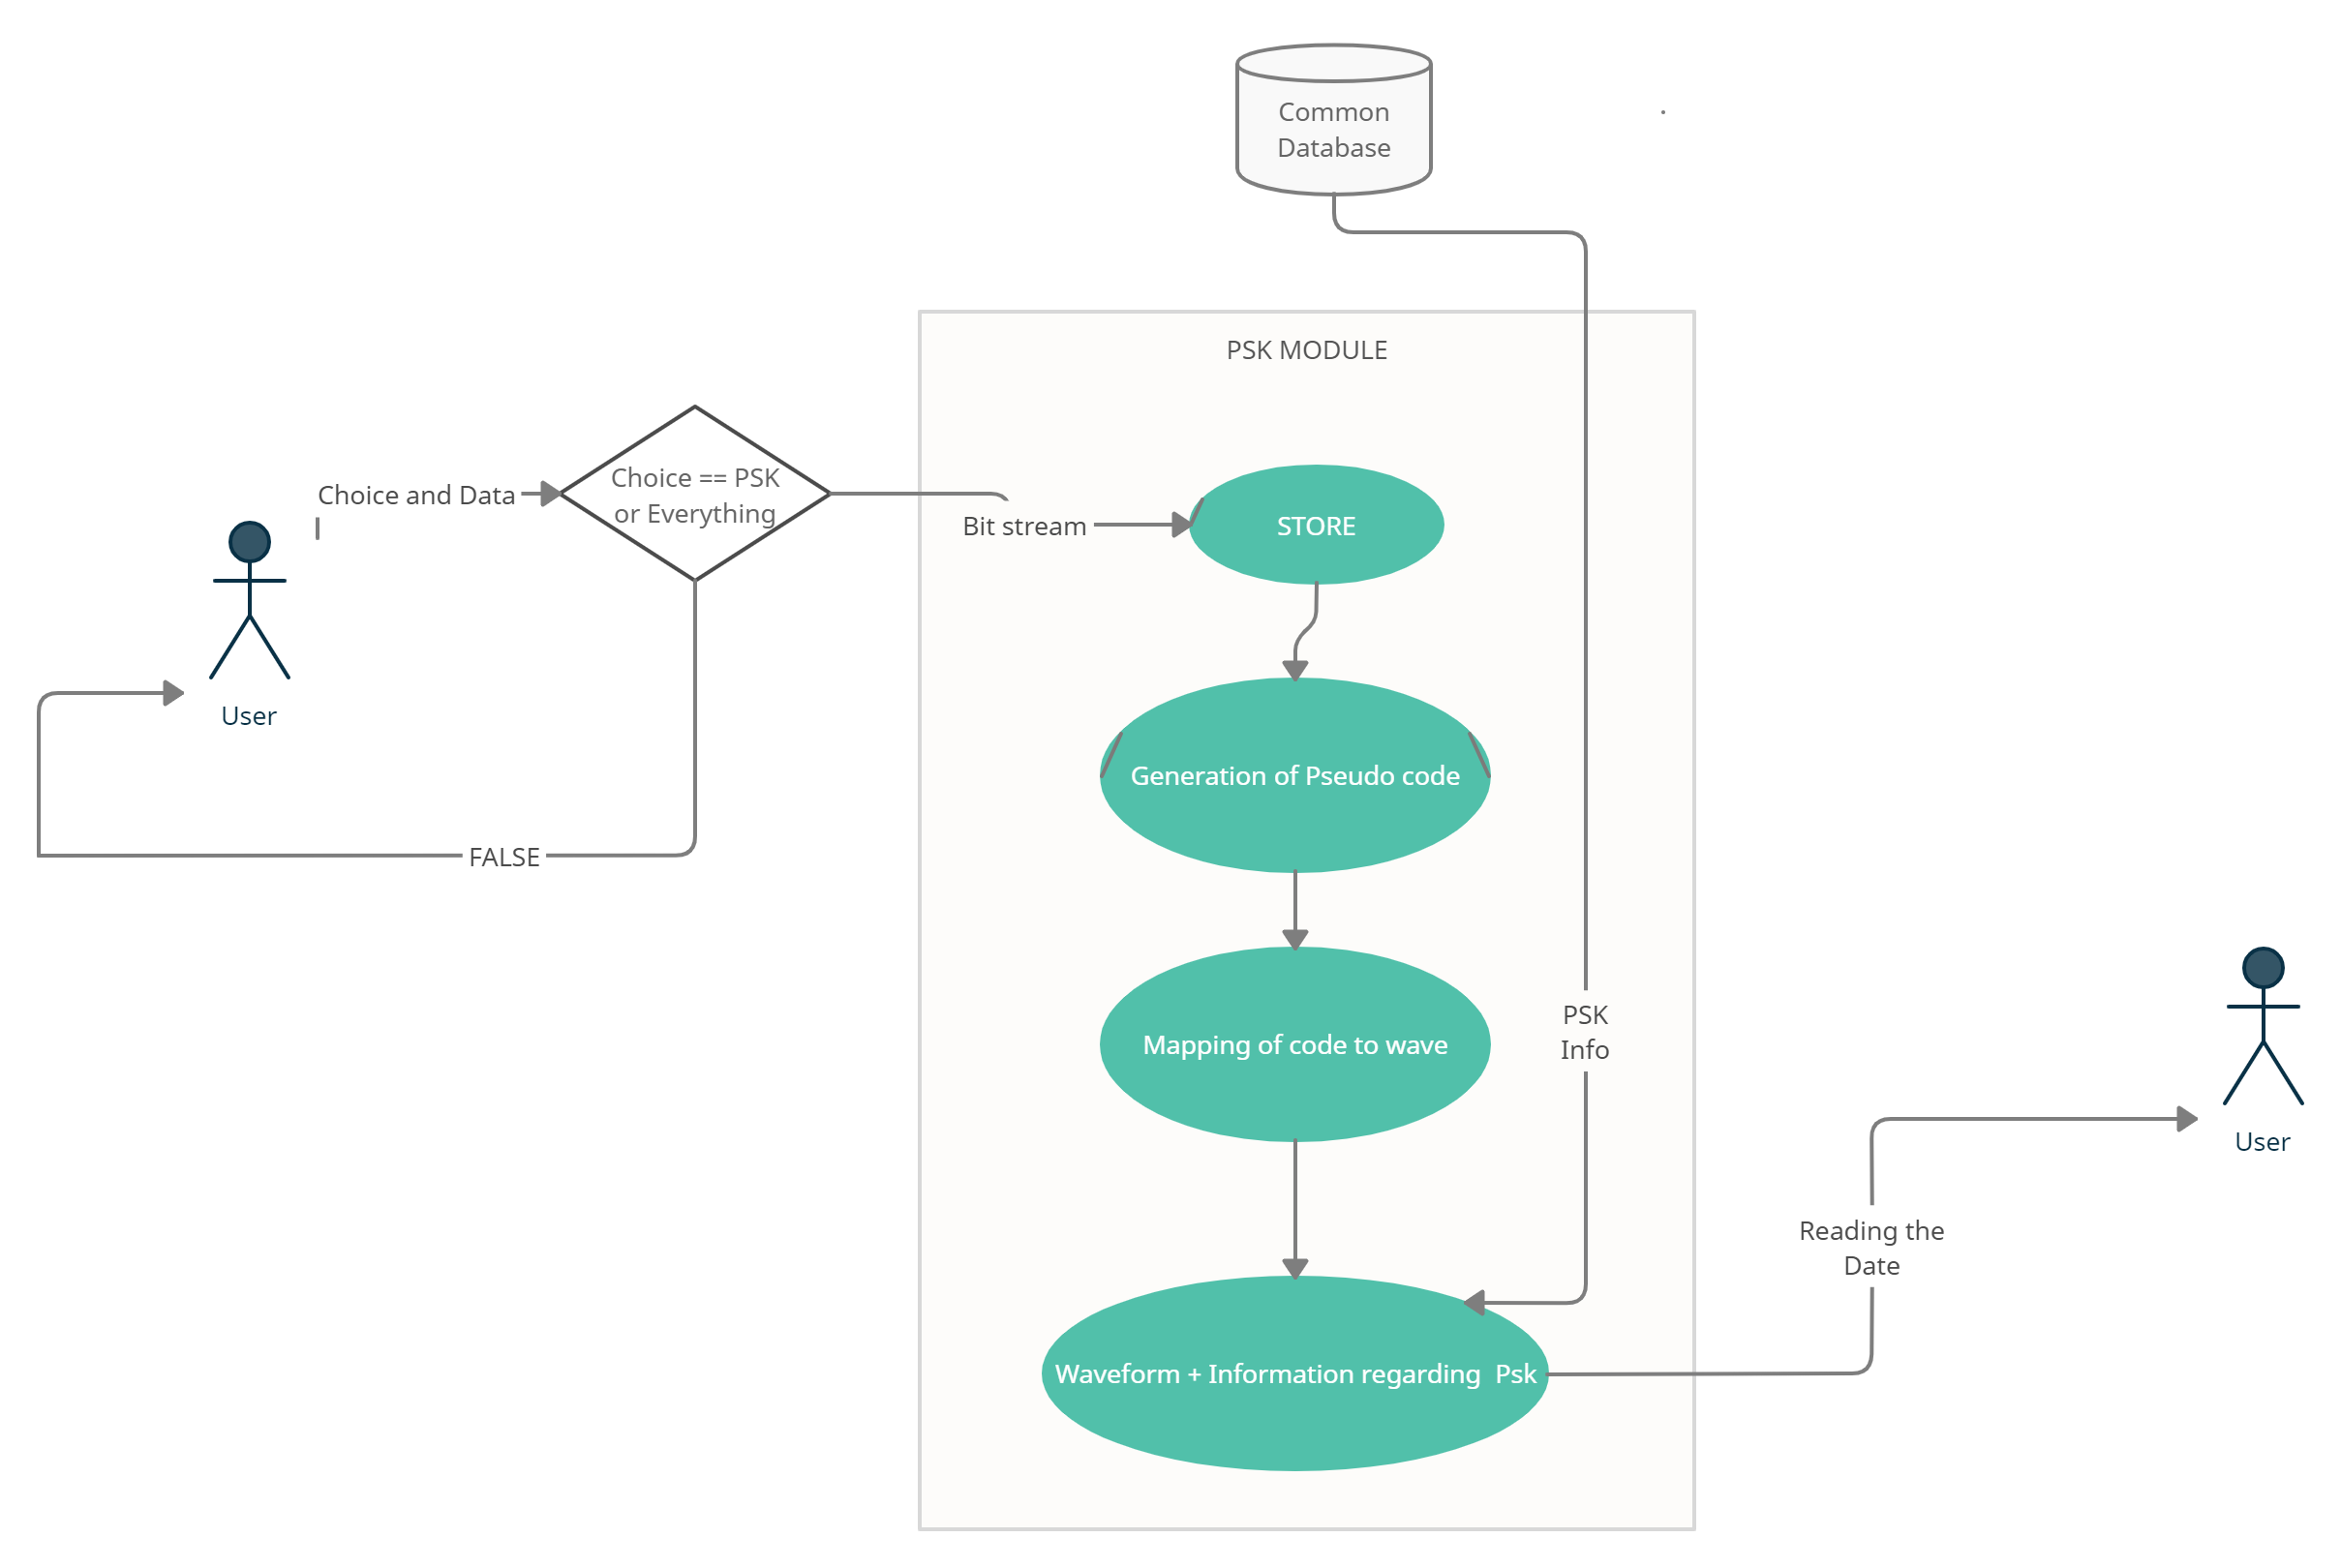 Common
Database
PSK MODULE
Choice and Data
Choice == PSK
or Everything
Bit stream
STORE
User
Generation of Pseudo code
FALSE
Mapping of code to wave
PSK
Info
User
Reading the
Date
Waveform + Information regarding  Psk